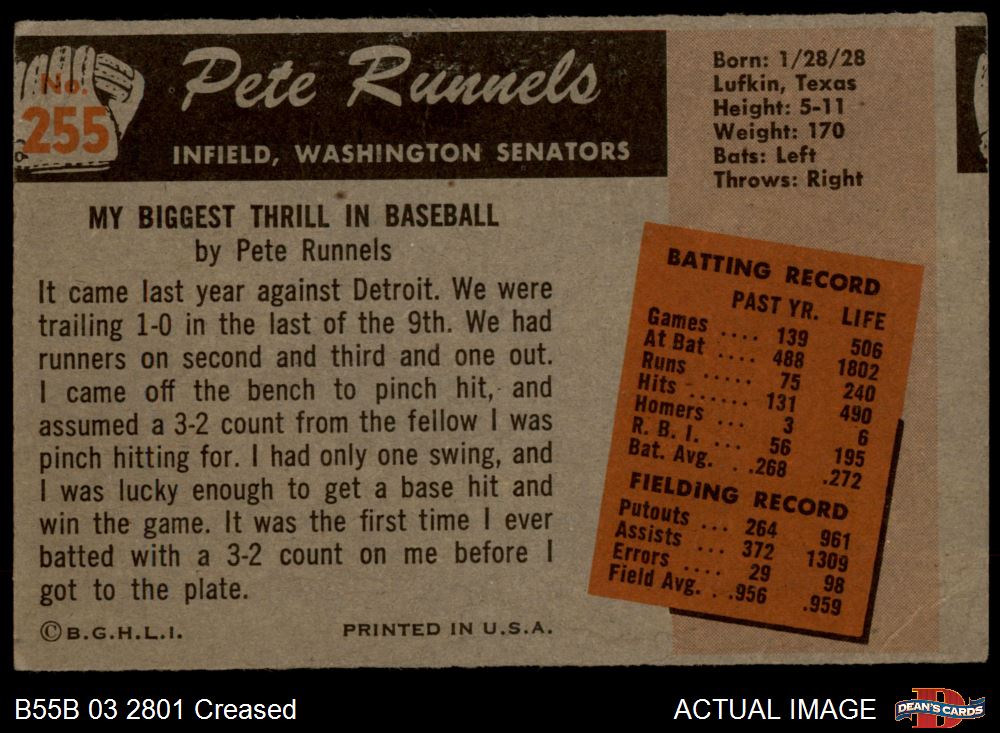 No.
255
Pete Runnels
INFIELD, WASHINGTON SENATORS
Born: 1/28/28
Lufkin, Texas
Height: 5-11
Weight: 170
Bats: Left
Throws: Right
MY BIGGEST THRILL IN BASEBALL
by Pete Runnels
It came last year against Detroit. We were
trailing 1-0 in the last of the 9th. We had
runners on second and third and one out.
I came off the bench to pinch hit, and
assumed a 3-2 count from the fellow I was
pinch hitting for. I had only one swing, and
I was lucky enough to get a base hit and
win the game. It was the first time I ever
batted with a 3-2 count on me before I
got to the plate.
© B.G.H.L.I. PRINTED IN U.S.A.
BATTING RECORD
PAST YR. LIFE
Games .... 139 506
At Bat .... 488 1802
Runs ..... 75 240
Hits ...... 131 490
Homers ... 3 6
R. B. I. ... 56 195
Bat. Avg. . .268 .272
FIELDING RECORD
Putouts ... 264 961
Assists ... 372 1309
Errors .... 29 98
Field Avg. . .956 .959
B55B 03 2801 Creased
ACTUAL IMAGE
DEAN'S CARDS